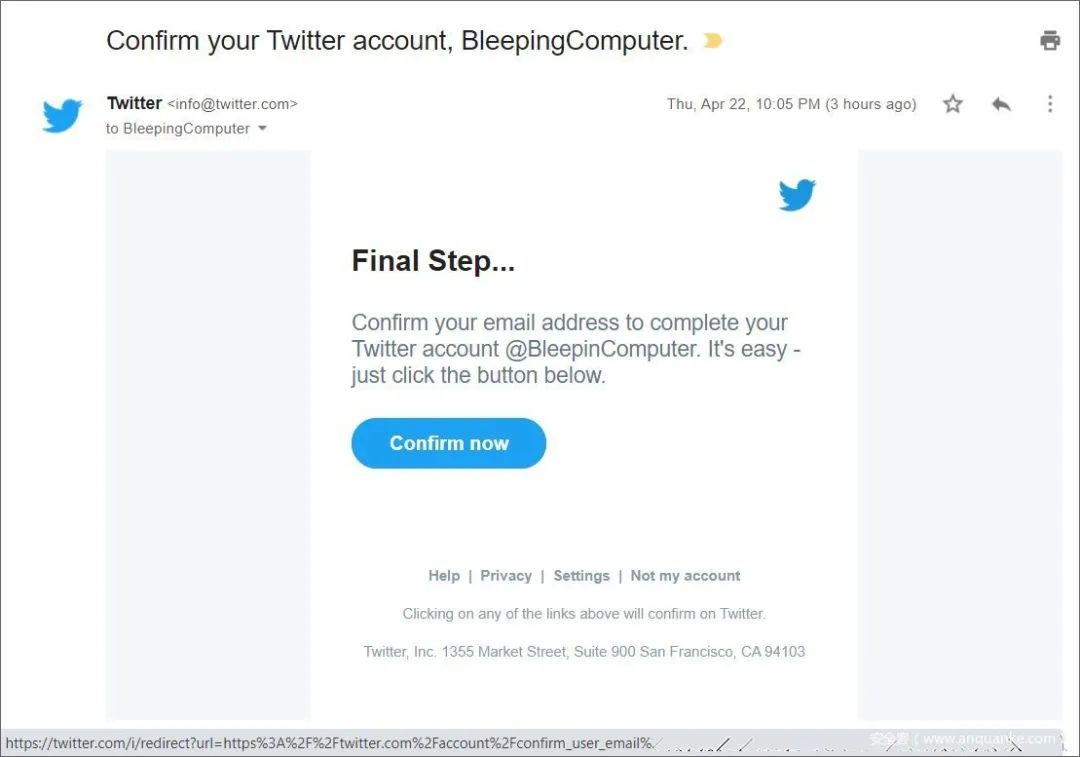 Confirm your Twitter account, BleepingComputer.
Twitter <info@twitter.com>
Thu, Apr 22, 10:05 PM (3 hours ago)
to BleepingComputer
Final Step...
Confirm your email address to complete your
Twitter account @BleepinComputer. It's easy -
just click the button below.
Confirm now
Help | Privacy | Settings | Not my account
Clicking on any of the links above will confirm on Twitter.
Twitter, Inc. 1355 Market Street, Suite 900 San Francisco, CA 94103
https://twitter.com/i/redirect?url=https%3A%2F%2Ftwitter.com%2Faccount%2Fconfirm_user_email%
安全客 ( www.anquanke.com )